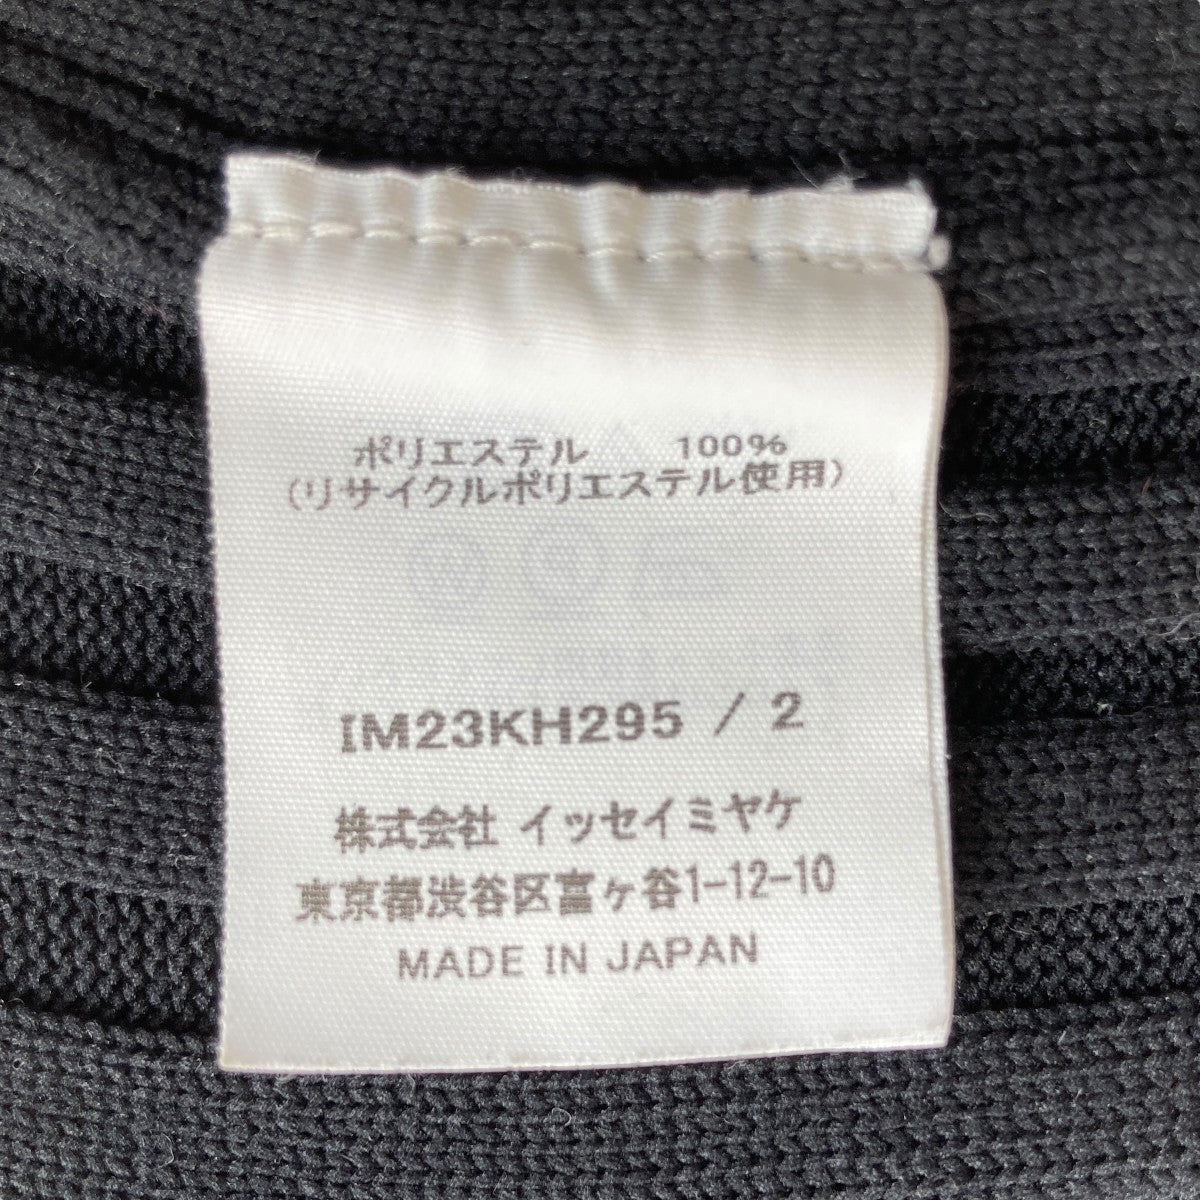 ポリエステル 100%
(リサイクルポリエステル使用)
IM23KH295 / 2
株式会社 イッセイミヤケ
東京都渋谷区富ヶ谷1-12-10
MADE IN JAPAN